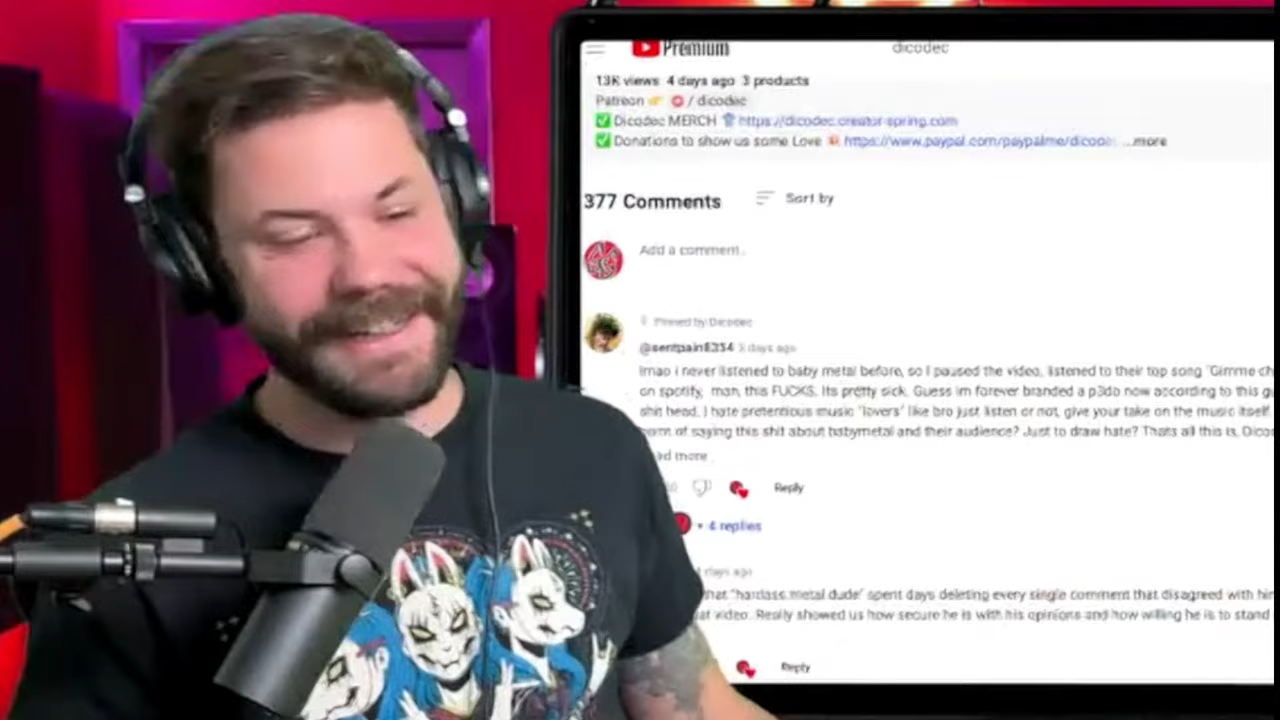 Premium
dicodec
13K views 4 days ago 3 products
Patreon / dicodec
Dicodec MERCH https://dicodec.creator-spring.com
Donations to show us some Love https://www.paypal.com/paypalme/dicodec ...more
377 Comments
Sort by
Add a comment.
Pinned by Dicodec
3 days ago
lmao i never listened to baby metal before, so I paused the video, listened to their top song "Gimme ch
on spotify, man, this FUCKS. Its pretty sick. Guess im forever branded a p3do now according to this gu
shit head. I hate pretentious music "lovers" like bro just listen or not, give your take on the music itself.
of saying this shit about babymetal and their audience? Just to draw hate? Thats all this is, Dico
ad more
Reply
4 replies
days ago
that "hardass metal dude" spent days deleting every single comment that disagreed with him
at video. Really showed us how secure he is with his opinions and how willing he is to stand
Reply